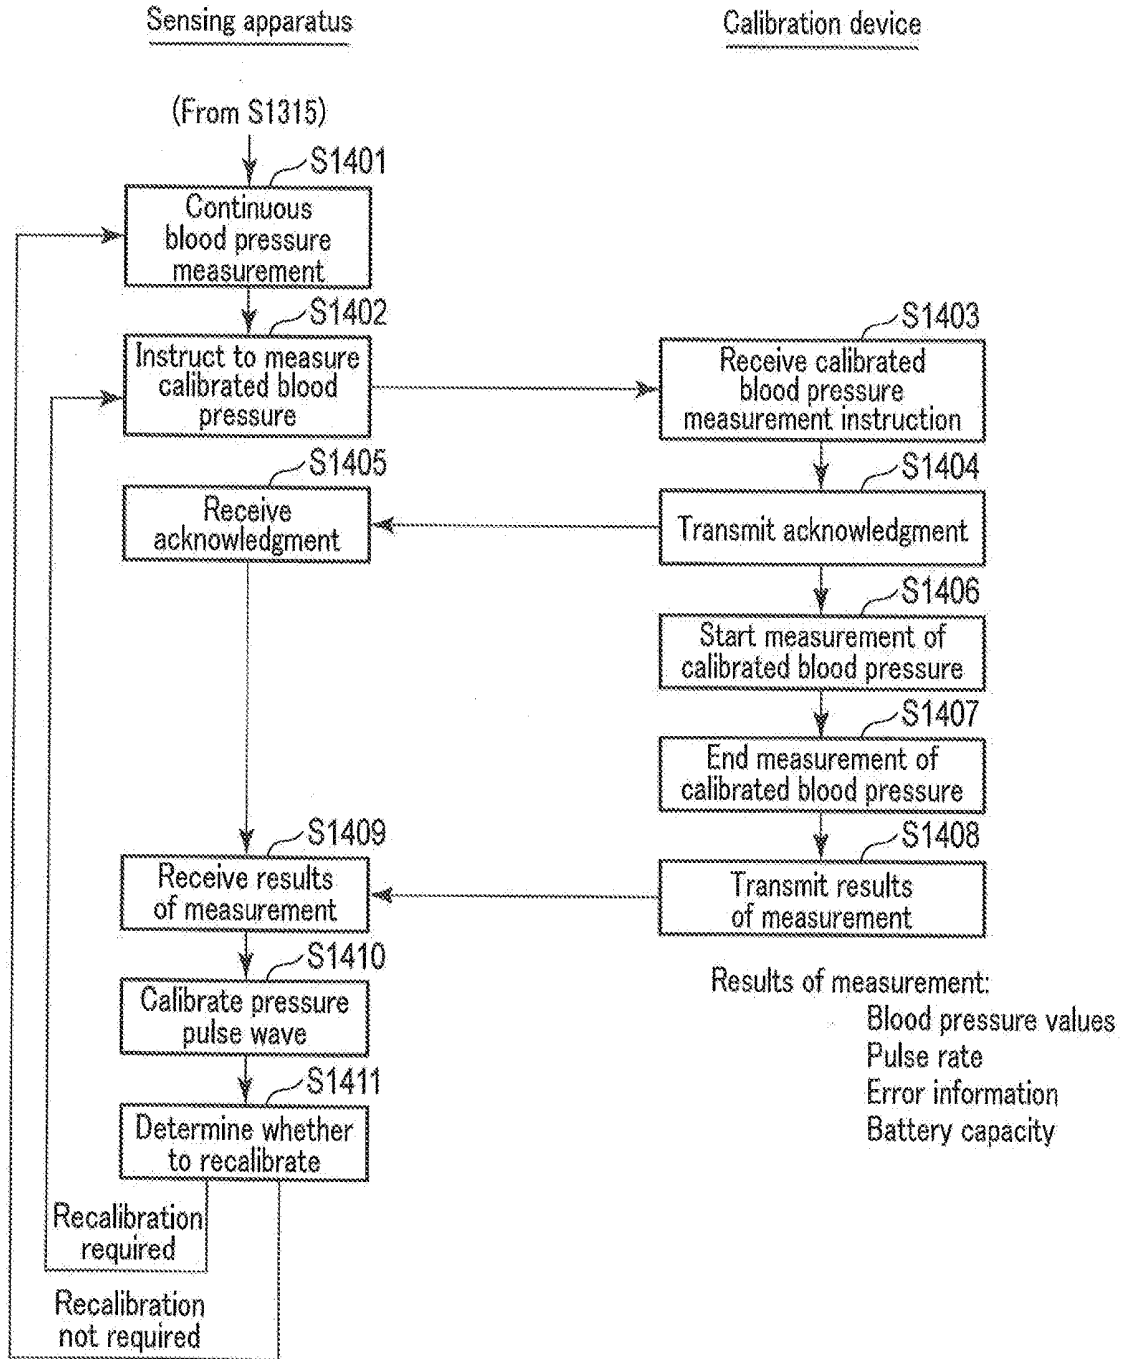 Sensing apparatus
Calibration device
(From S1315)
S1401
Continuous
blood pressure
measurement
S1402
Instruct to measure
calibrated blood
pressure
S1403
Receive calibrated
blood pressure
measurement instruction
S1404
Transmit acknowledgment
S1405
Receive
acknowledgment
S1406
Start measurement of
calibrated blood pressure
S1407
End measurement of
calibrated blood pressure
S1408
Transmit results
of measurement
S1409
Receive results
of measurement
S1410
Calibrate pressure
pulse wave
S1411
Determine whether
to recalibrate
Recalibration
required
Recalibration
not required
Results of measurement:
Blood pressure values
Pulse rate
Error information
Battery capacity